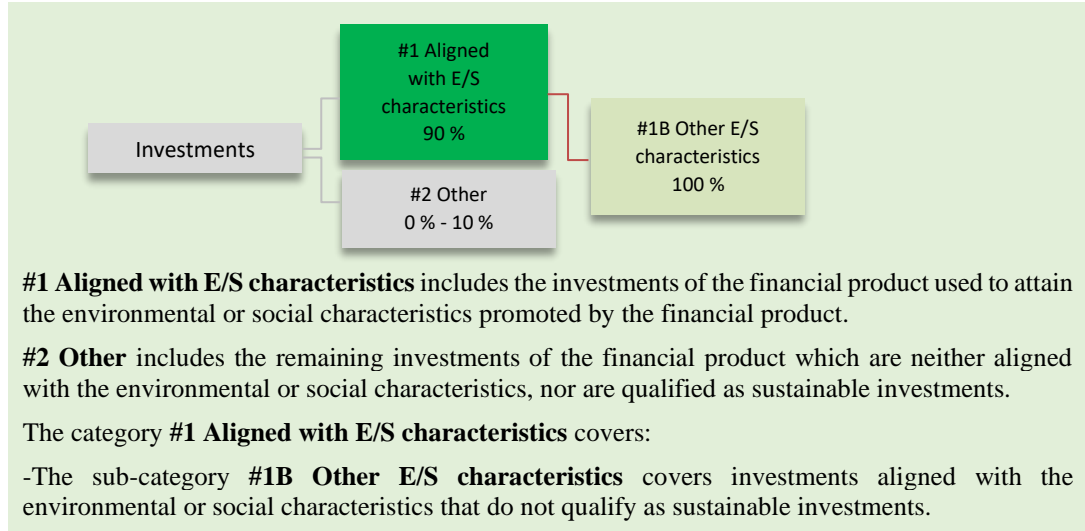 #1 Aligned
with E/S
characteristics
90 %
Investments
#1B Other E/S
characteristics
100 %
#2 Other
0 % - 10 %
#1 Aligned with E/S characteristics includes the investments of the financial product used to attain
the environmental or social characteristics promoted by the financial product.
#2 Other includes the remaining investments of the financial product which are neither aligned
with the environmental or social characteristics, nor are qualified as sustainable investments.
The category #1 Aligned with E/S characteristics covers:
-The sub-category #1B Other E/S characteristics covers investments aligned with the
environmental or social characteristics that do not qualify as sustainable investments.